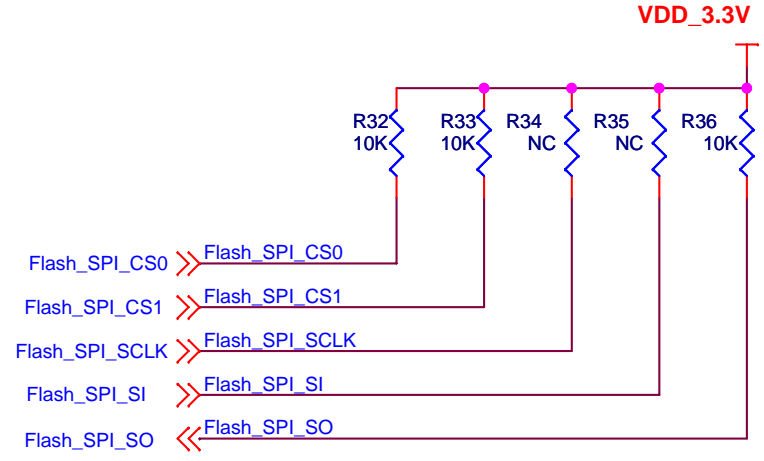 VDD_3.3V
R32 R33 R34 R35 R36
10K 10K NC NC 10K
Flash_SPI_CS0 Flash_SPI_CS0
Flash_SPI_CS1 Flash_SPI_CS1
Flash_SPI_SCLK Flash_SPI_SCLK
Flash_SPI_SI Flash_SPI_SI
Flash_SPI_SO Flash_SPI_SO